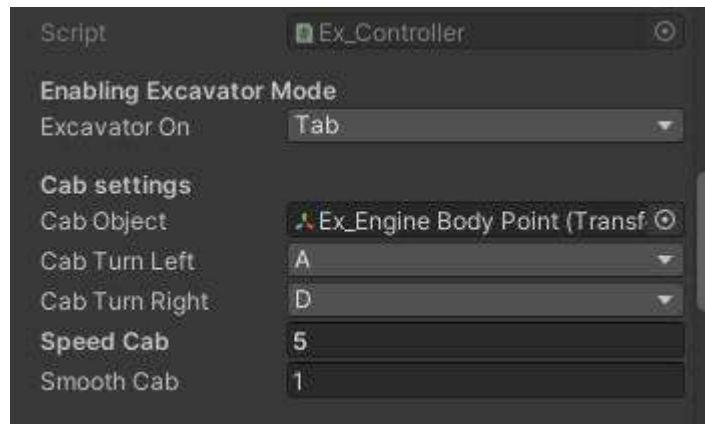 Script Ex_Controller
Enabling Excavator Mode
Excavator On Tab
Cab settings
Cab Object Ex_Engine Body Point (Transf
Cab Turn Left A
Cab Turn Right D
Speed Cab 5
Smooth Cab 1